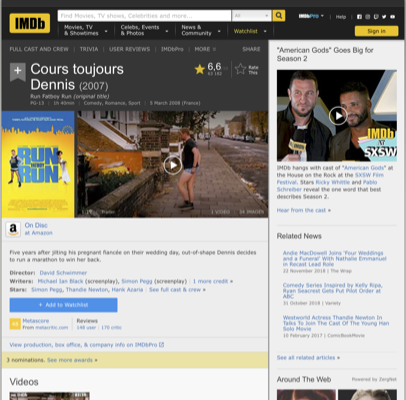 IMDb
Find Movies, TV shows, Celebrities and more...
All
IMDbPro
Help
Movies, TV
& Showtimes
Celebs, Events
& Photos
News &
Community
Watchlist
Sign in
FULL CAST AND CREW | TRIVIA | USER REVIEWS | IMDbPro | MORE
SHARE
Cours toujours
Dennis (2007)
Run Fatboy Run (original title)
PG-13 | 1h 40min | Comedy, Romance, Sport | 5 March 2008 (France)
6,6
Rate
This
RUN
RUN
1 VIDEO
34 IMAGES
On Disc
at Amazon
Five years after jilting his pregnant fiancée on their wedding day, out-of-shape Dennis decides
to run a marathon to win her back.
Director: David Schwimmer
Writers: Michael Ian Black (screenplay), Simon Pegg (screenplay) | 1 more credit »
Stars: Simon Pegg, Thandie Newton, Hank Azaria | See full cast & crew »
+ Add to Watchlist
Metascore
From metacritic.com
Reviews
198 user | 170 critic
View production, box office, & company info on IMDbPro
3 nominations. See more awards »
Videos
"American Gods" Goes Big for
Season 2
IMDb
AT
SXSW
IMDb hangs with cast of "American Gods" at
the House on the Rock at the SXSW Film
Festival. Stars Ricky Whittle and Pablo
Schreiber reveal the one word that best
describes Season 2.
Hear from the cast »
Related News
Andie MacDowell Joins 'Four Weddings
and a Funeral' With Nathalie Emmanuel
in Recast Lead Role
22 November 2018 | The Wrap
Comedy Series Inspired by Kelly Ripa,
Ryan Seacrest Gets Put Pilot Order at
ABC
31 October 2018 | Variety
Westworld Actress Thandie Newton In
Talks To Join The Cast Of The Young Han
Solo Movie
10 February 2017 | ComicBookMovie
See all related articles »
Around The Web
Powered by ZergNet